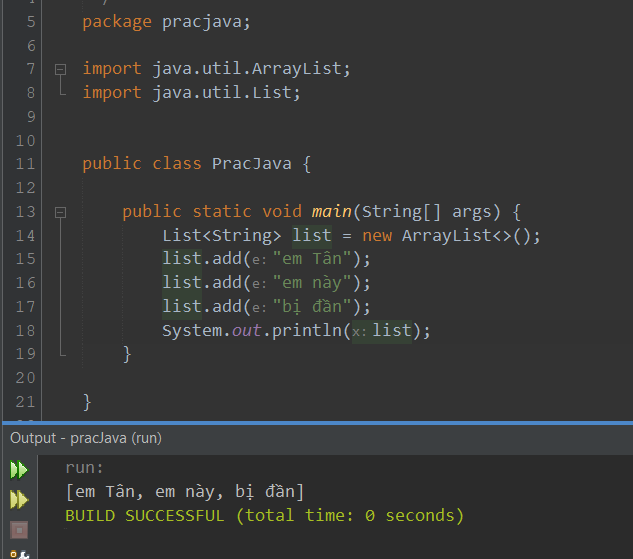 5 package pracjava;
6
7 import java.util.ArrayList;
8 import java.util.List;
9
10
11 public class PracJava {
12
13 public static void main(String[] args) {
14 List<String> list = new ArrayList<>();
15 list.add(e:"em Tân");
16 list.add(e:"em này");
17 list.add(e:"bị đần");
18 System.out.println(x:list);
19 }
20
21 }
Output - pracJava (run)
run:
[em Tân, em này, bị đần]
BUILD SUCCESSFUL (total time: 0 seconds)